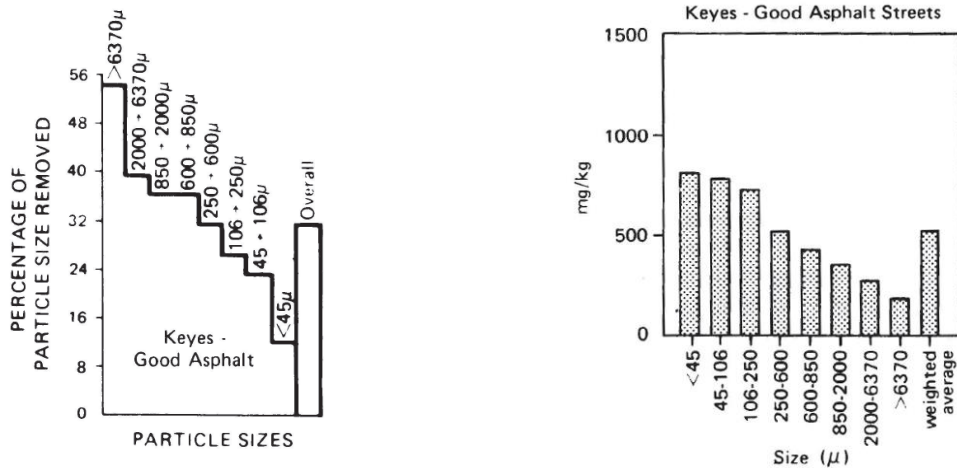 PERCENTAGE OF
PARTICLE SIZE REMOVED
56
48
40
32
24
16
8
0
>6370μ
2000 - 6370μ
850 - 2000μ
600 - 850μ
250 - 600μ
106 - 250μ
45 - 106μ
<45μ
Overall
Keyes -
Good Asphalt
PARTICLE SIZES
Keyes - Good Asphalt Streets
mg/kg
1500
1000
500
0
<45
45-106
106-250
250-600
600-850
850-2000
2000-6370
>6370
weighted
average
Size (μ)